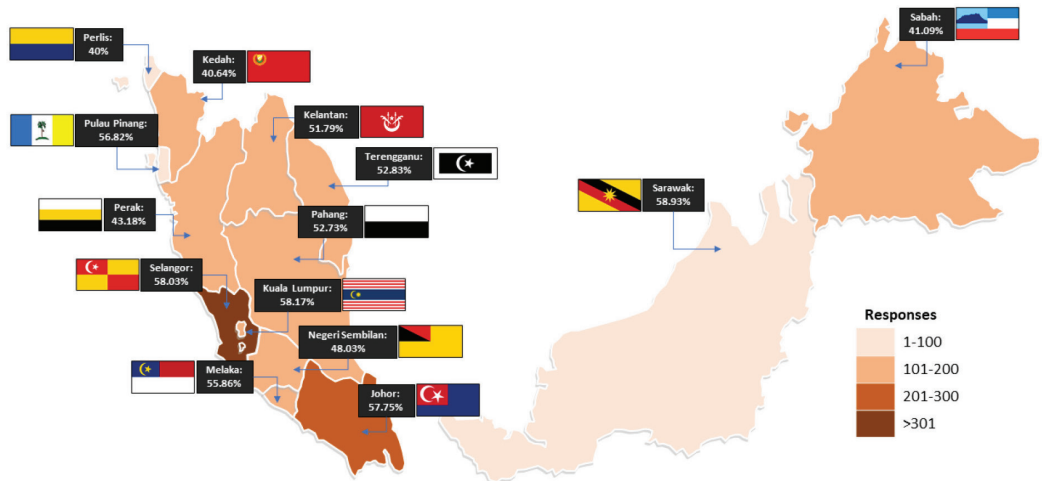 Perlis:
40%
Kedah:
40.64%
Sabah:
41.09%
Pulau Pinang:
56.82%
Kelantan:
51.79%
Terengganu:
52.83%
Sarawak:
58.93%
Perak:
43.18%
Pahang:
52.73%
Selangor:
58.03%
Kuala Lumpur:
58.17%
Negeri Sembilan:
48.03%
Melaka:
55.86%
Johor:
57.75%
Responses
1-100
101-200
201-300
>301